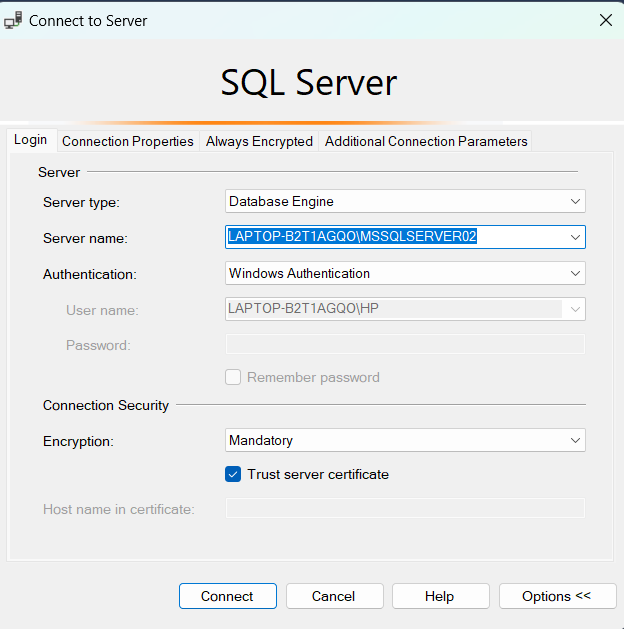 Connect to Server
SQL Server
Login Connection Properties Always Encrypted Additional Connection Parameters
Server
Server type: Database Engine
Server name: LAPTOP-B2T1AGQO\MSSQLSERVER02
Authentication: Windows Authentication
User name: LAPTOP-B2T1AGQO\HP
Password:
Remember password
Connection Security
Encryption: Mandatory
Trust server certificate
Host name in certificate:
Connect Cancel Help Options <<